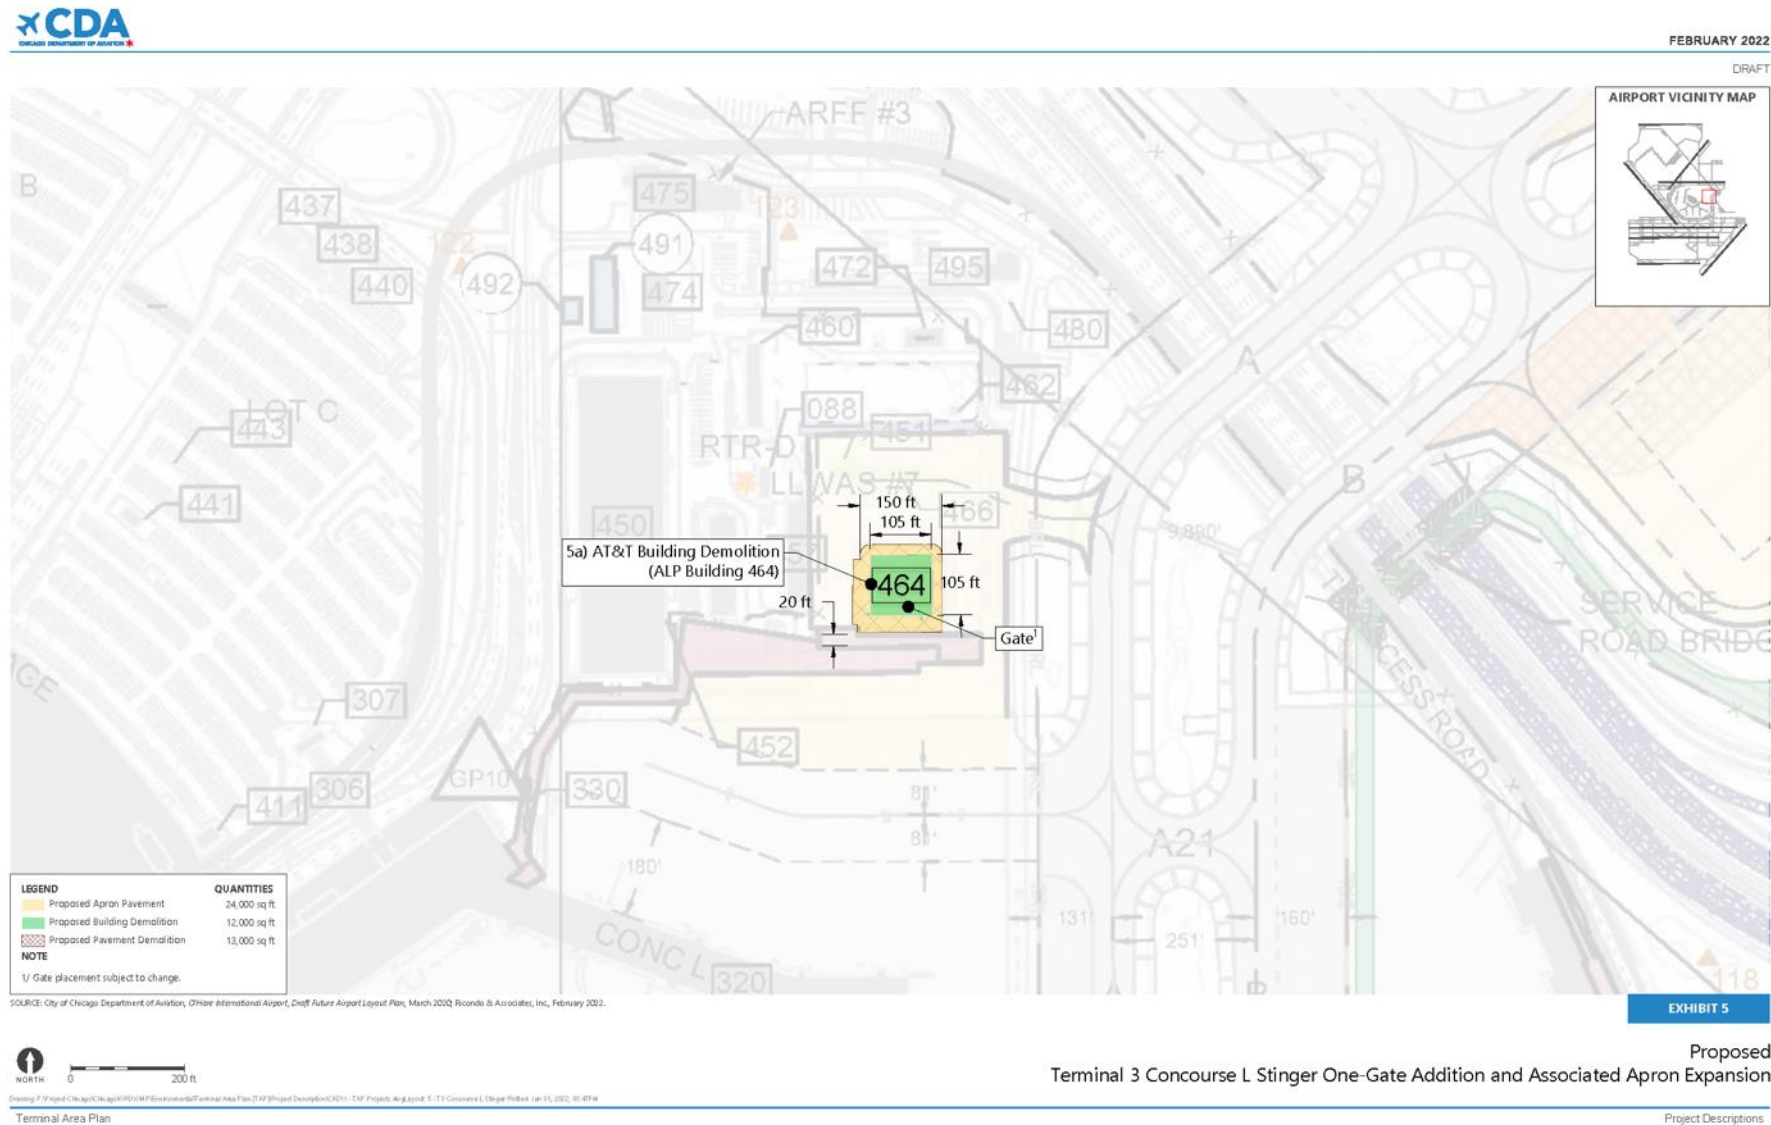 CDA
CHICAGO DEPARTMENT OF AVIATION
FEBRUARY 2022
DRAFT
AIRPORT VICINITY MAP
ARFF #3
B
437
475
123
438
122
491
472
495
440
492
474
460
480
A
462
LOT C
443
088
451
RTR-D
LLWAS #7
B
441
450
150 ft
466
105 ft
9,890'
5a) AT&T Building Demolition
(ALP Building 464)
464
105 ft
20 ft
Gate¹
SERVICE
ROAD BRIDG
307
452
GP10
306
411
330
81'
81'
A21
180'
131'
160'
251'
CONC L
320
118
LEGEND QUANTITIES
Proposed Apron Pavement 24,000 sq ft
Proposed Building Demolition 12,000 sq ft
Proposed Pavement Demolition 13,000 sq ft
NOTE
1/ Gate placement subject to change.
SOURCE: City of Chicago Department of Aviation, O'Hare International Airport, Draft Future Airport Layout Plan, March 2020; Ricondo & Associates, Inc., February 2022.
EXHIBIT 5
NORTH
0 200 ft
Proposed
Terminal 3 Concourse L Stinger One-Gate Addition and Associated Apron Expansion
Terminal Area Plan
Project Descriptions